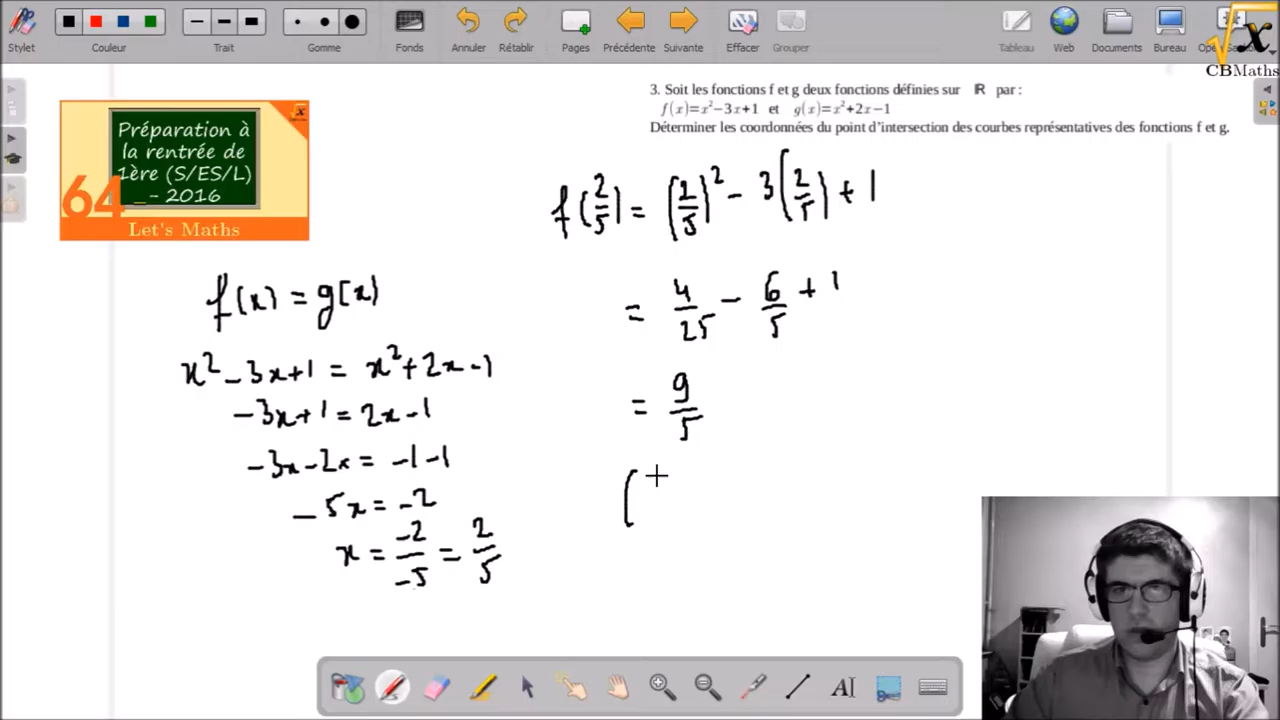 Stylet
Couleur
Trait
Gomme
Fonds
Annuler
Rétablir
Pages
Précédente
Suivante
Effacer
Grouper
Tableau
Web
Documents
Bureau
x
CBMaths
3. Soit les fonctions f et g deux fonctions définies sur ℝ par :
f(x)=x²−3x+1 et g(x)=x²+2x−1
Déterminer les coordonnées du point d'intersection des courbes représentatives des fonctions f et g.
Préparation à
la rentrée de
1ère (S/ES/L)
_ - 2016
64
Let's Maths
f(x) = g(x)
x² - 3x + 1 = x² + 2x - 1
-3x + 1 = 2x - 1
-3x - 2x = -1 - 1
-5x = -2
x = -2/-5 = 2/5
f(2/5) = (2/5)² - 3(2/5) + 1
= 4/25 - 6/5 + 1
= 9/5
(
AI